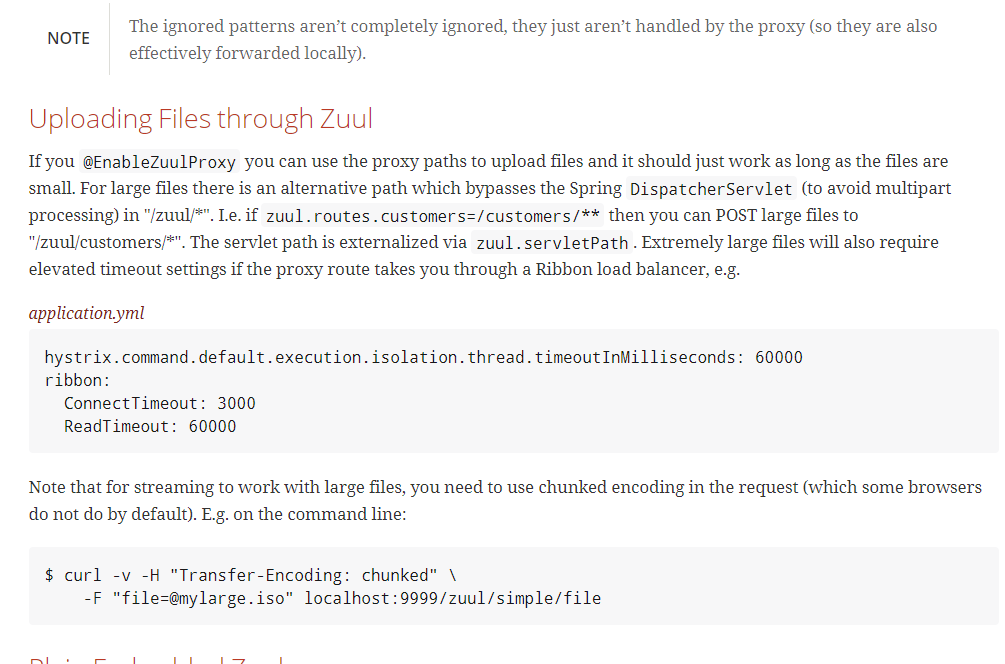 The ignored patterns aren’t completely ignored, they just aren’t handled by the proxy (so they are also
NOTE
effectively forwarded locally).
Uploading Files through Zuul
If you @EnableZuulProxy you can use the proxy paths to upload files and it should just work as long as the files are
small. For large files there is an alternative path which bypasses the Spring DispatcherServlet (to avoid multipart
processing) in "/zuul/*". I.e. if zuul.routes.customers=/customers/** then you can POST large files to
"/zuul/customers/*". The servlet path is externalized via zuul.servletPath. Extremely large files will also require
elevated timeout settings if the proxy route takes you through a Ribbon load balancer, e.g.
application.yml
hystrix.command.default.execution.isolation.thread.timeoutInMilliseconds: 60000
ribbon:
  ConnectTimeout: 3000
  ReadTimeout: 60000
Note that for streaming to work with large files, you need to use chunked encoding in the request (which some browsers
do not do by default). E.g. on the command line:
$ curl -v -H "Transfer-Encoding: chunked" \
    -F "file=@mylarge.iso" localhost:9999/zuul/simple/file